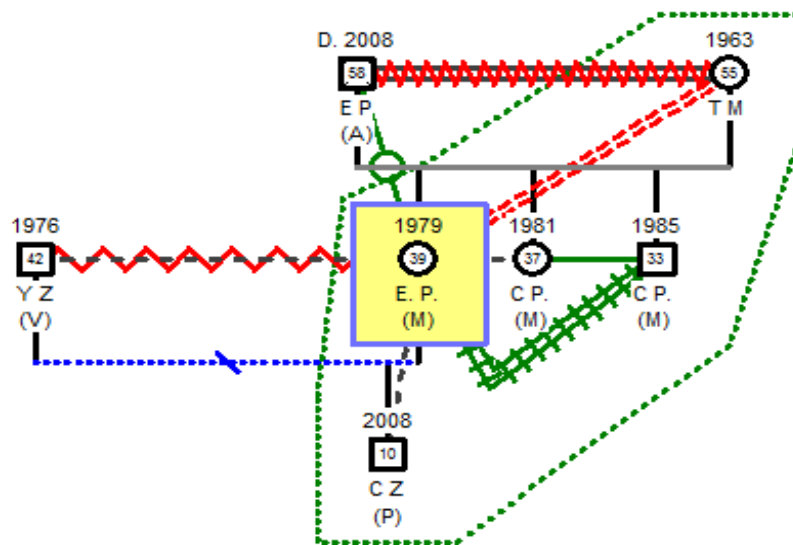 D. 2008
1963
58
55
E P.
(A)
T M
1976
1979
1981
1985
42
39
37
33
Y Z
(V)
E. P.
(M)
C P.
(M)
C P.
(M)
2008
10
C Z
(P)